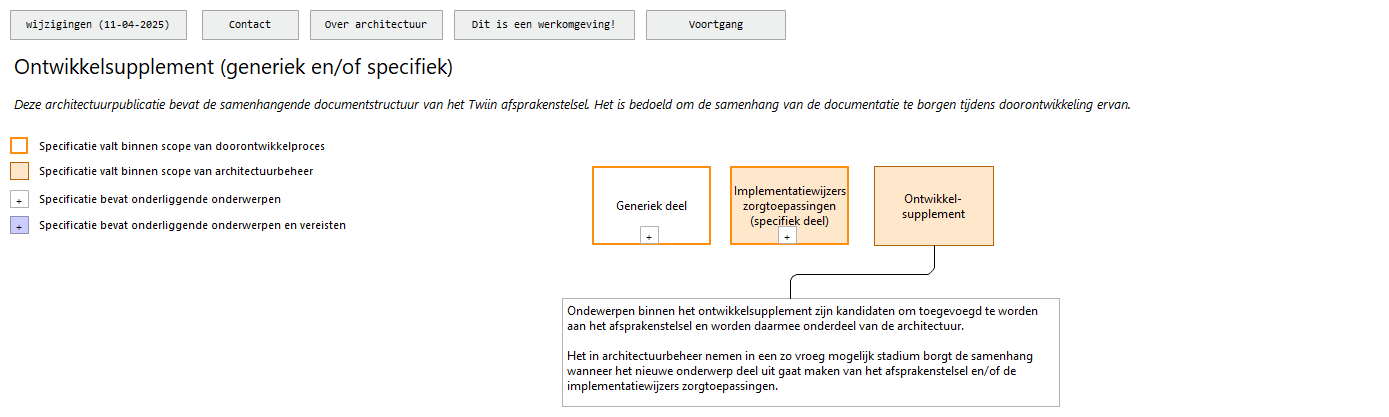 wijzigingen (11-04-2025)
Contact
Over architectuur
Dit is een werkomgeving!
Voortgang
Ontwikkelsupplement (generiek en/of specifiek)
Deze architectuurpublicatie bevat de samenhangende documentstructuur van het Twiin afsprakenstelsel. Het is bedoeld om de samenhang van de documentatie te borgen tijdens doorontwikkeling ervan.
Specificatie valt binnen scope van doorontwikkelproces
Specificatie valt binnen scope van architectuurbeheer
+ Specificatie bevat onderliggende onderwerpen
+ Specificatie bevat onderliggende onderwerpen en vereisten
Generiek deel
+
Implementatiewijzers
zorgtoepassingen
(specifiek deel)
+
Ontwikkel-
supplement
Ondewerpen binnen het ontwikkelsupplement zijn kandidaten om toegevoegd te worden
aan het afsprakenstelsel en worden daarmee onderdeel van de architectuur.
Het in architectuurbeheer nemen in een zo vroeg mogelijk stadium borgt de samenhang
wanneer het nieuwe onderwerp deel uit gaat maken van het afsprakenstelsel en/of de
implementatiewijzers zorgtoepassingen.